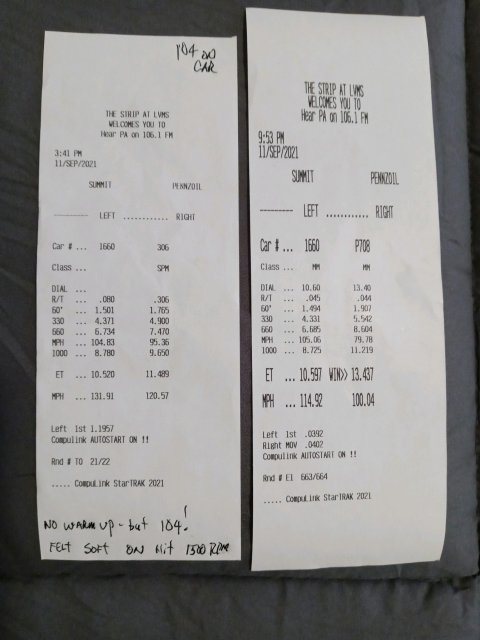 104 on
CAR
THE STRIP AT LVMS
WELCOMES YOU TO
Hear PA on 106.1 FM
3:41 PM
11/SEP/2021
SUMMIT PENNZOIL
--------- LEFT ............ RIGHT
Car # ... 1660 306
Class ... SPM
DIAL ...
R/T ... .080 .306
60' ... 1.501 1.765
330 ... 4.371 4.900
660 ... 6.734 7.470
MPH ... 104.83 95.36
1000 ... 8.780 9.650
ET ... 10.520 11.489
MPH ... 131.91 120.57
Left 1st 1.1957
Compulink AUTOSTART ON !!
Rnd # TO 21/22
..... CompuLink StarTRAK 2021
NO WARM UP - but 104!
FELT SOFT ON Hit 1500 RPM
THE STRIP AT LVMS
WELCOMES YOU TO
Hear PA on 106.1 FM
9:53 PM
11/SEP/2021
SUMMIT PENNZOIL
--------- LEFT ............ RIGHT
Car # ... 1660 P708
Class ... MM MM
DIAL ... 10.60 13.40
R/T ... .045 .044
60' ... 1.494 1.907
330 ... 4.331 5.542
660 ... 6.685 8.604
MPH ... 105.06 79.78
1000 ... 8.725 11.219
ET ... 10.597 WIN>> 13.437
MPH ... 114.92 100.04
Left 1st .0392
Right MOV .0402
Compulink AUTOSTART ON !!
Rnd # E1 663/664
..... CompuLink StarTRAK 2021